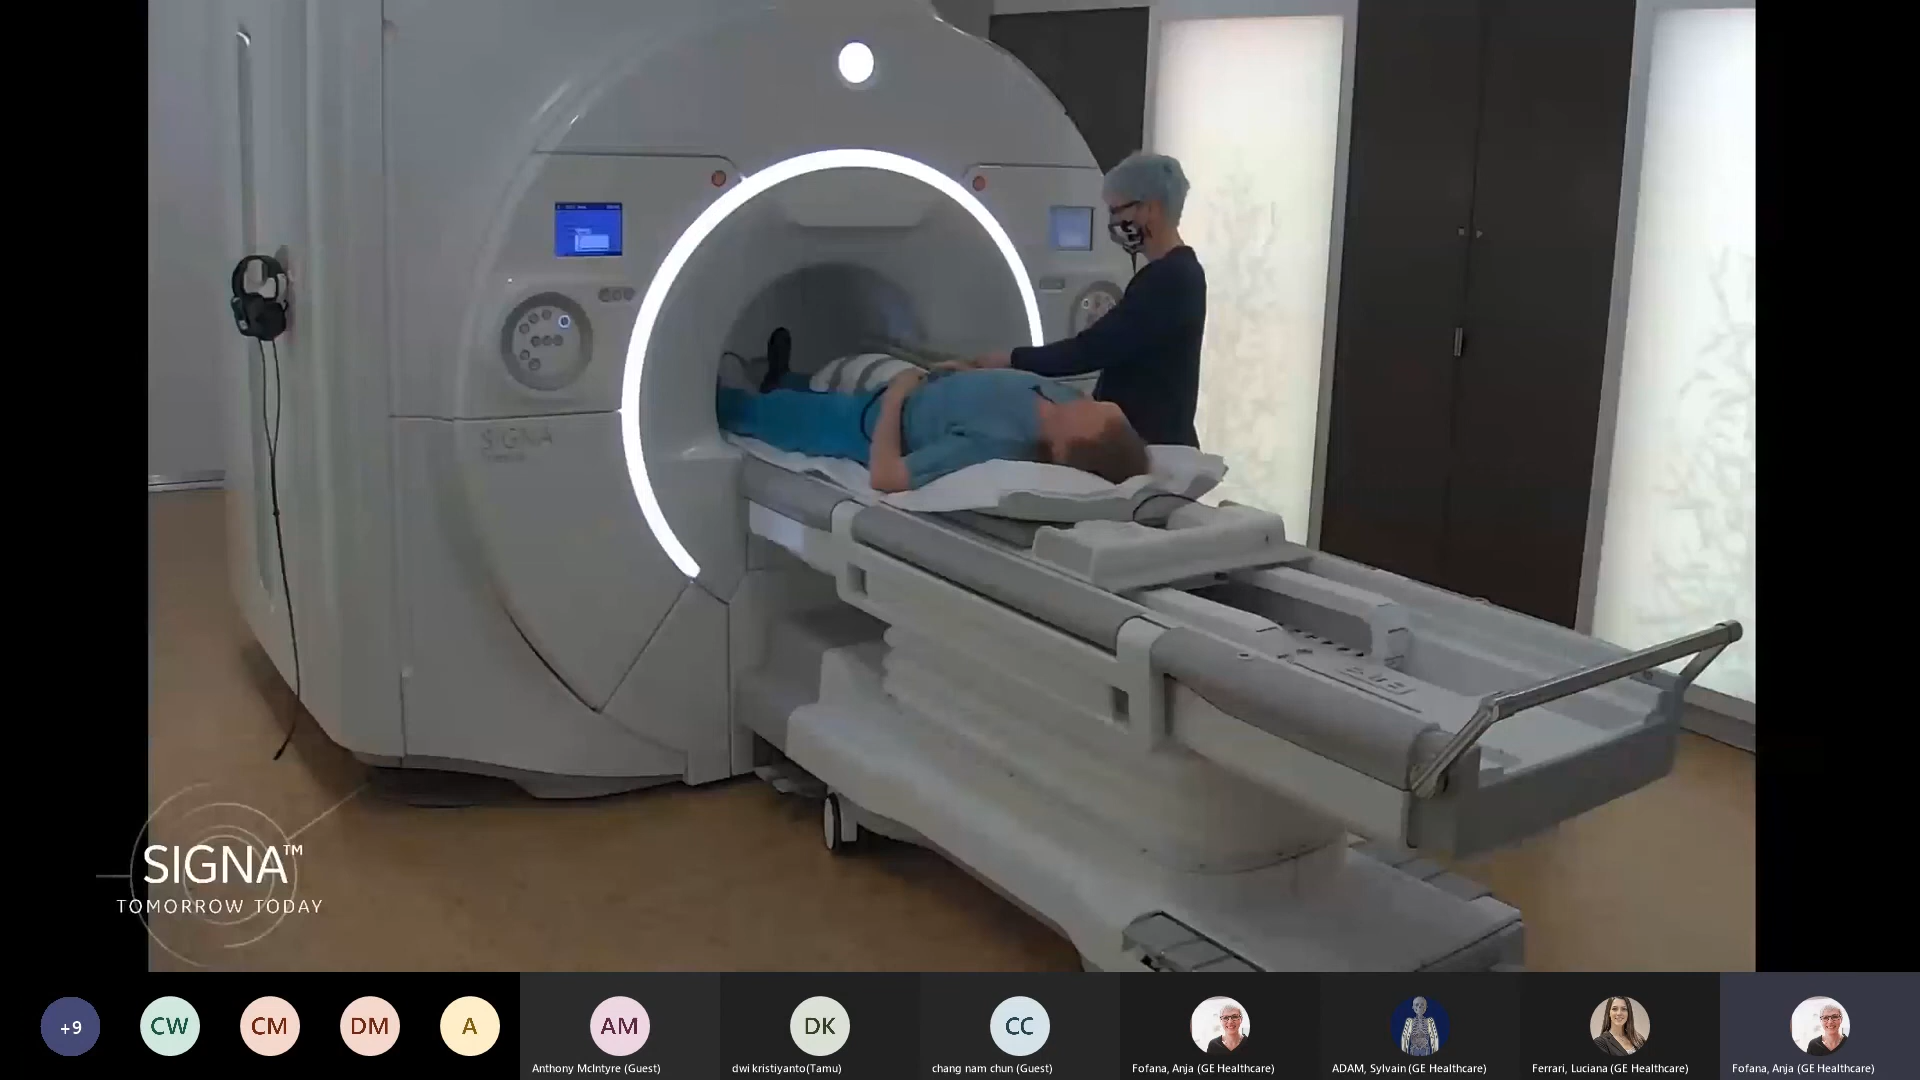 SIGNA
SIGNA™
TOMORROW TODAY
+9
CW
CM
DM
A
AM
DK
CC
Anthony McIntyre (Guest)
dwi kristiyanto(Tamu)
chang nam chun (Guest)
Fofana, Anja (GE Healthcare)
ADAM, Sylvain (GE Healthcare)
Ferrari, Luciana (GE Healthcare)
Fofana, Anja (GE Healthcare)